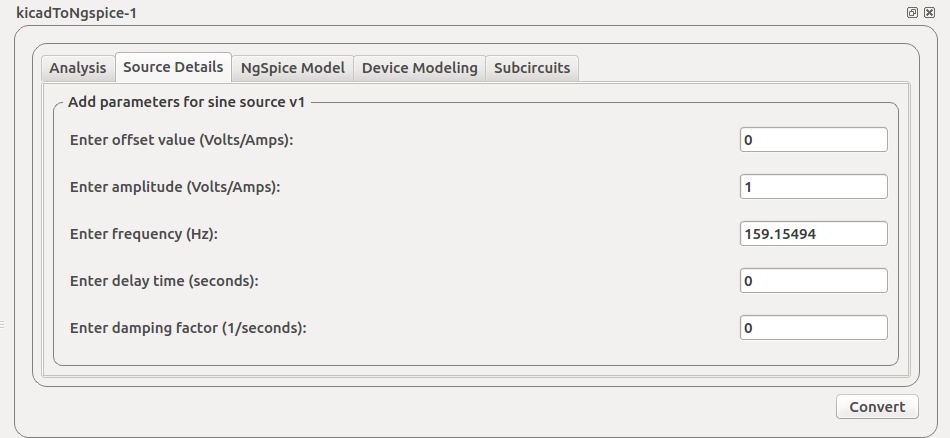 kicadToNgspice-1
Analysis Source Details NgSpice Model Device Modeling Subcircuits
Add parameters for sine source v1
Enter offset value (Volts/Amps): 0
Enter amplitude (Volts/Amps): 1
Enter frequency (Hz): 159.15494
Enter delay time (seconds): 0
Enter damping factor (1/seconds): 0
Convert